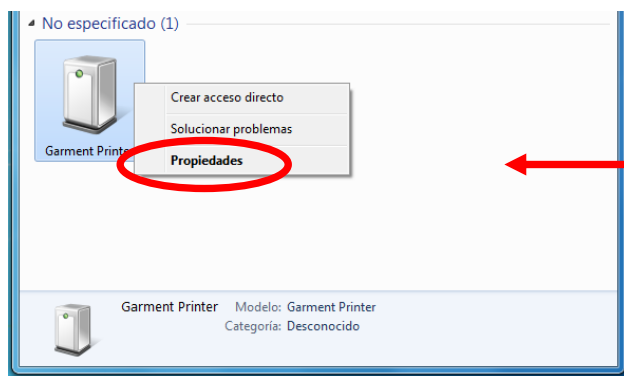 No especificado (1)
Crear acceso directo
Solucionar problemas
Garment Printer
Propiedades
Garment Printer Modelo: Garment Printer
Categoría: Desconocido